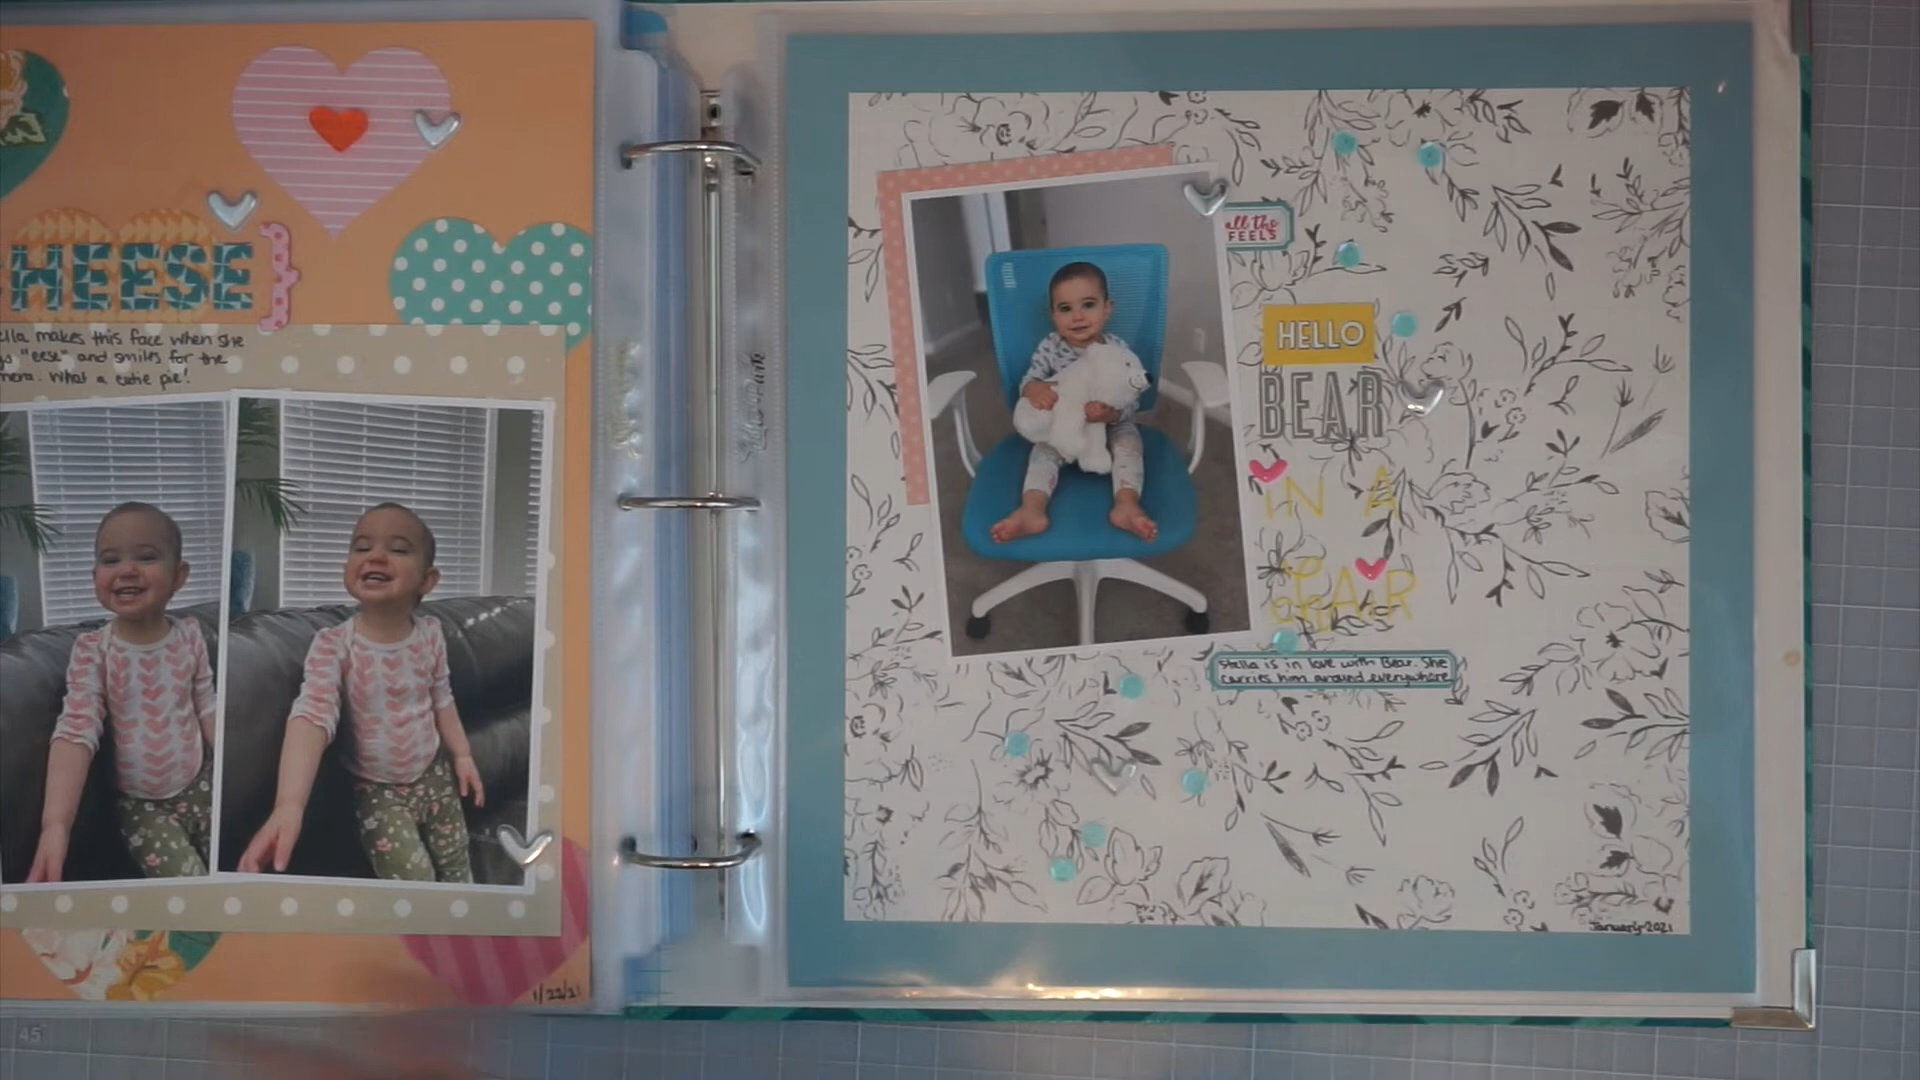 HEESE
ella makes this face when she
"eese" and smiles for the
What a cutie pie!
1/22/21
all the
FEELS
HELLO
BEAR
IN A
CHAIR
Stella is in love with Bear. She
carries him around everywhere
January 2021
45